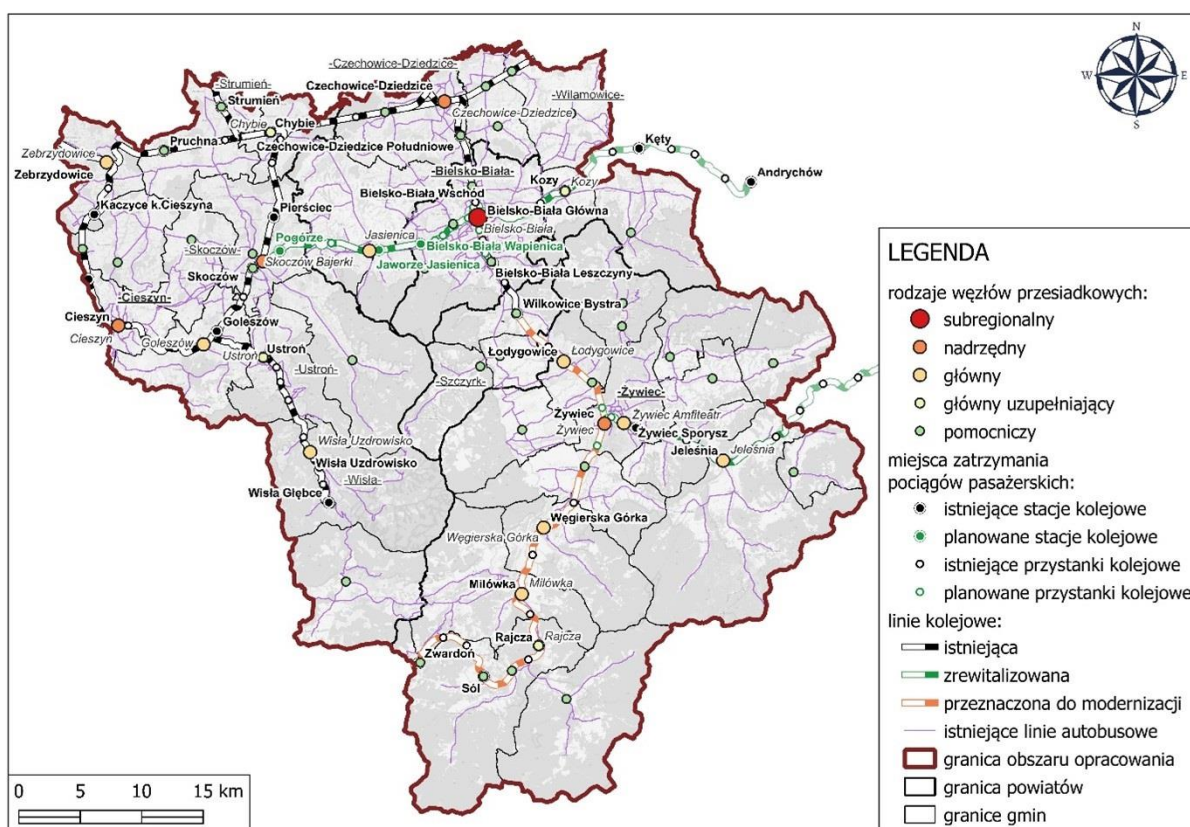 N
W
E
S
-Czechowice-Dziedzice-
Czechowice-Dziedzice
-Strumień-
Strumień
-Wilamowice-
Czechowice-Dziedzice
Chybie
Chybie
Pruchna
Czechowice-Dziedzice Południowe
Zebrzydowice
Zebrzydowice
Kęty
-Bielsko-Biała-
Kozy
Kozy
Andrychów
Bielsko-Biała Wschód
Kaczyce k.Cieszyna
Pierściec
Bielsko-Biała Główna
Bielsko-Biała
Pogórze
Jasienica
Bielsko-Biała Wapienica
-Skoczów-
Skoczów Bajerki
Jaworze Jasienica
Skoczów
Bielsko-Biała Leszczyny
-Cieszyn-
Wilkowice Bystra
Cieszyn
Cieszyn
Goleszów
Goleszów
Ustroń
Ustroń
-Ustroń-
Łodygowice
Łodygowice
-Szczyrk-
-Żywiec-
Żywiec
Żywiec
Żywiec Amfiteatr
Żywiec Sporysz
Jeleśnia
Jeleśnia
Wisła Uzdrowisko
Wisła Uzdrowisko
-Wisła-
Wisła Głębce
Węgierska Górka
Węgierska Górka
Milówka
Milówka
Rajcza
Rajcza
Zwardoń
Sól
0 5 10 15 km
LEGENDA
rodzaje węzłów przesiadkowych:
subregionalny
nadrzędny
główny
główny uzupełniający
pomocniczy
miejsca zatrzymania
pociągów pasażerskich:
istniejące stacje kolejowe
planowane stacje kolejowe
istniejące przystanki kolejowe
planowane przystanki kolejowe
linie kolejowe:
istniejąca
zrewitalizowana
przeznaczona do modernizacji
istniejące linie autobusowe
granica obszaru opracowania
granica powiatów
granice gmin